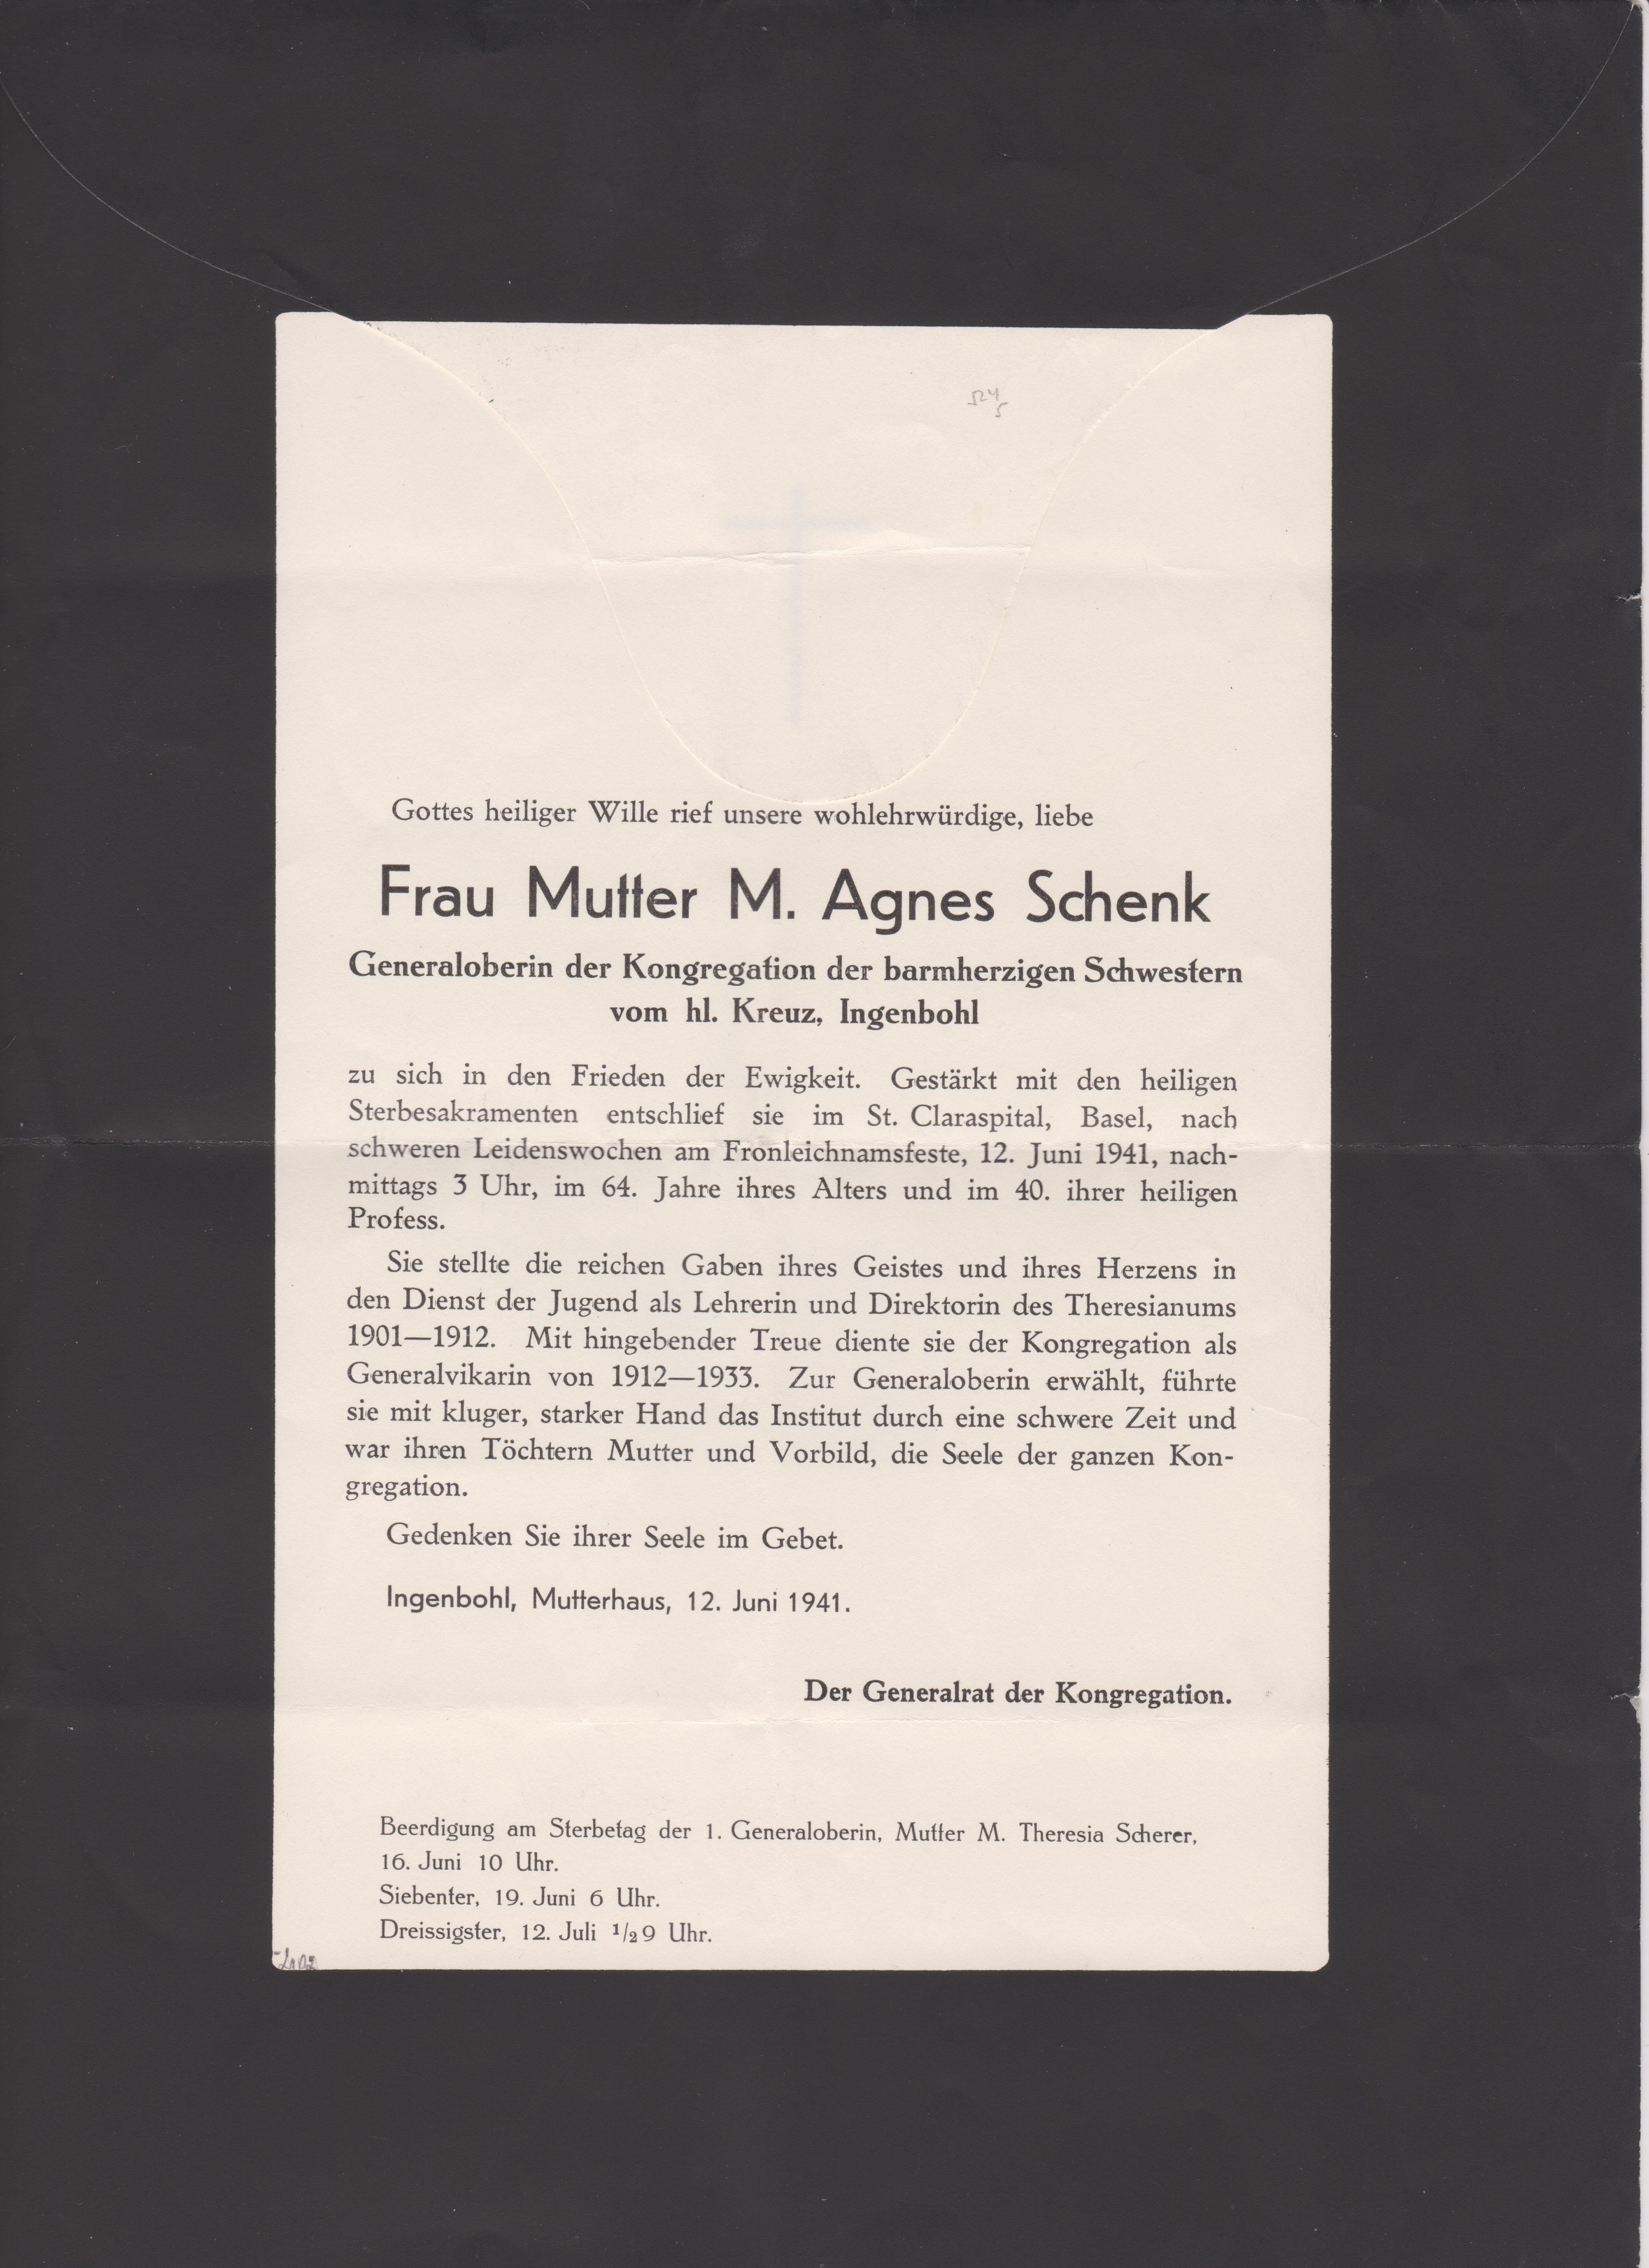 Gottes heiliger Wille rief unsere wohlehrwürdige, liebe
Frau Mutter M. Agnes Schenk
Generaloberin der Kongregation der barmherzigen Schwestern
vom hl. Kreuz, Ingenbohl
zu sich in den Frieden der Ewigkeit. Gestärkt mit den heiligen
Sterbesakramenten entschlief sie im St. Claraspital, Basel, nach
schweren Leidenswochen am Fronleichnamsfeste, 12. Juni 1941, nach-
mittags 3 Uhr, im 64. Jahre ihres Alters und im 40. ihrer heiligen
Profess.
Sie stellte die reichen Gaben ihres Geistes und ihres Herzens in
den Dienst der Jugend als Lehrerin und Direktorin des Theresianums
1901—1912. Mit hingebender Treue diente sie der Kongregation als
Generalvikarin von 1912—1933. Zur Generaloberin erwählt, führte
sie mit kluger, starker Hand das Institut durch eine schwere Zeit und
war ihren Töchtern Mutter und Vorbild, die Seele der ganzen Kon-
gregation.
Gedenken Sie ihrer Seele im Gebet.
Ingenbohl, Mutterhaus, 12. Juni 1941.
Der Generalrat der Kongregation.
Beerdigung am Sterbetag der 1. Generaloberin, Mutter M. Theresia Scherer,
16. Juni 10 Uhr.
Siebenter, 19. Juni 6 Uhr.
Dreissigster, 12. Juli 1/2 9 Uhr.